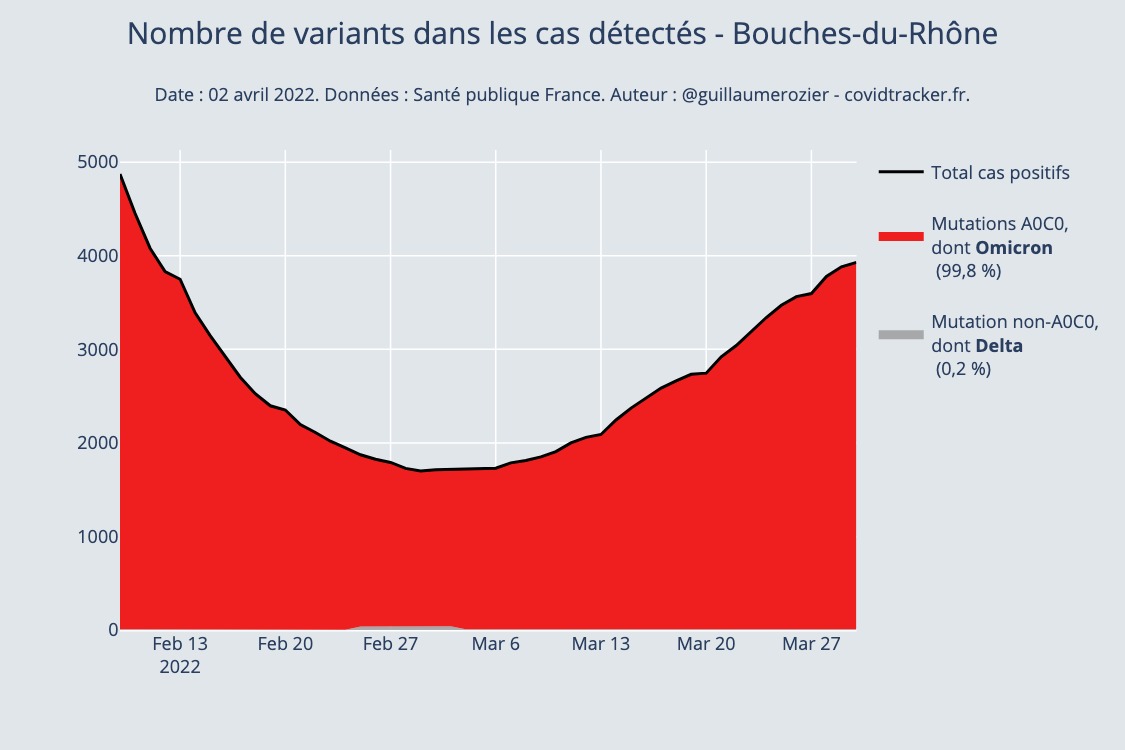 Nombre de variants dans les cas détectés - Bouches-du-Rhône
Date : 02 avril 2022. Données : Santé publique France. Auteur : @guillaumerozier - covidtracker.fr.
5000
4000
3000
2000
1000
0
Feb 13
2022
Feb 20
Feb 27
Mar 6
Mar 13
Mar 20
Mar 27
Total cas positifs
Mutations A0C0,
dont Omicron
(99,8 %)
Mutation non-A0C0,
dont Delta
(0,2 %)